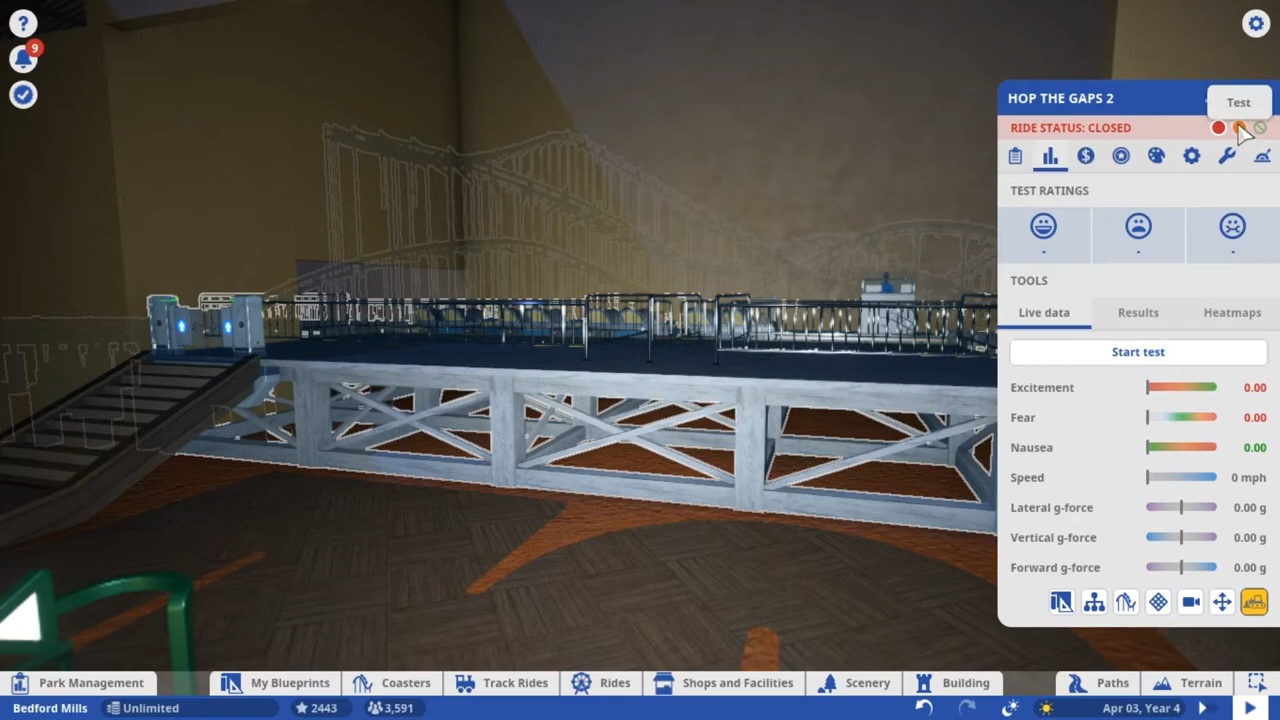 ?
9
HOP THE GAPS 2
Test
RIDE STATUS: CLOSED
TEST RATINGS
- - -
TOOLS
Live data Results Heatmaps
Start test
Excitement 0.00
Fear 0.00
Nausea 0.00
Speed 0 mph
Lateral g-force 0.00 g
Vertical g-force 0.00 g
Forward g-force 0.00 g
Park Management My Blueprints Coasters Track Rides Rides Shops and Facilities Scenery Building Paths Terrain
Bedford Mills Unlimited 2443 3,591 Apr 03, Year 4